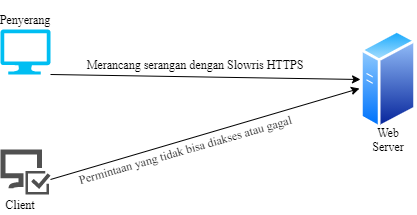 Penyerang
Merancang serangan dengan Slowris HTTPS
Permintaan yang tidak bisa diakses atau gagal
Web
Server
Client